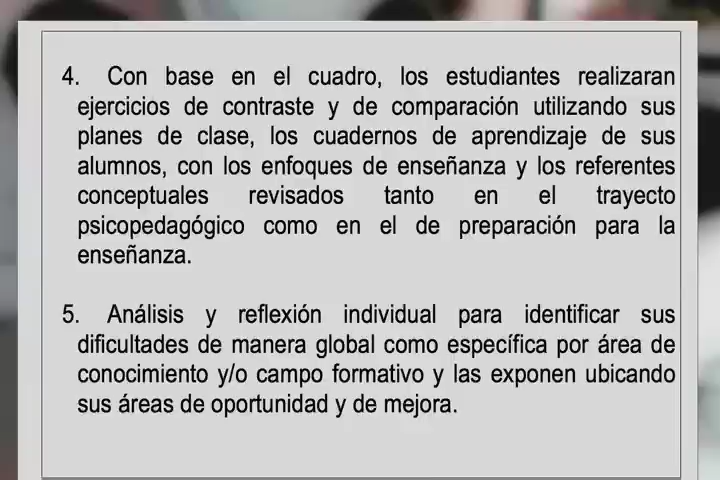 4. Con base en el cuadro, los estudiantes realizaran
ejercicios de contraste y de comparación utilizando sus
planes de clase, los cuadernos de aprendizaje de sus
alumnos, con los enfoques de enseñanza y los referentes
conceptuales revisados tanto en el trayecto
psicopedagógico como en el de preparación para la
enseñanza.
5. Análisis y reflexión individual para identificar sus
dificultades de manera global como específica por área de
conocimiento y/o campo formativo y las exponen ubicando
sus áreas de oportunidad y de mejora.